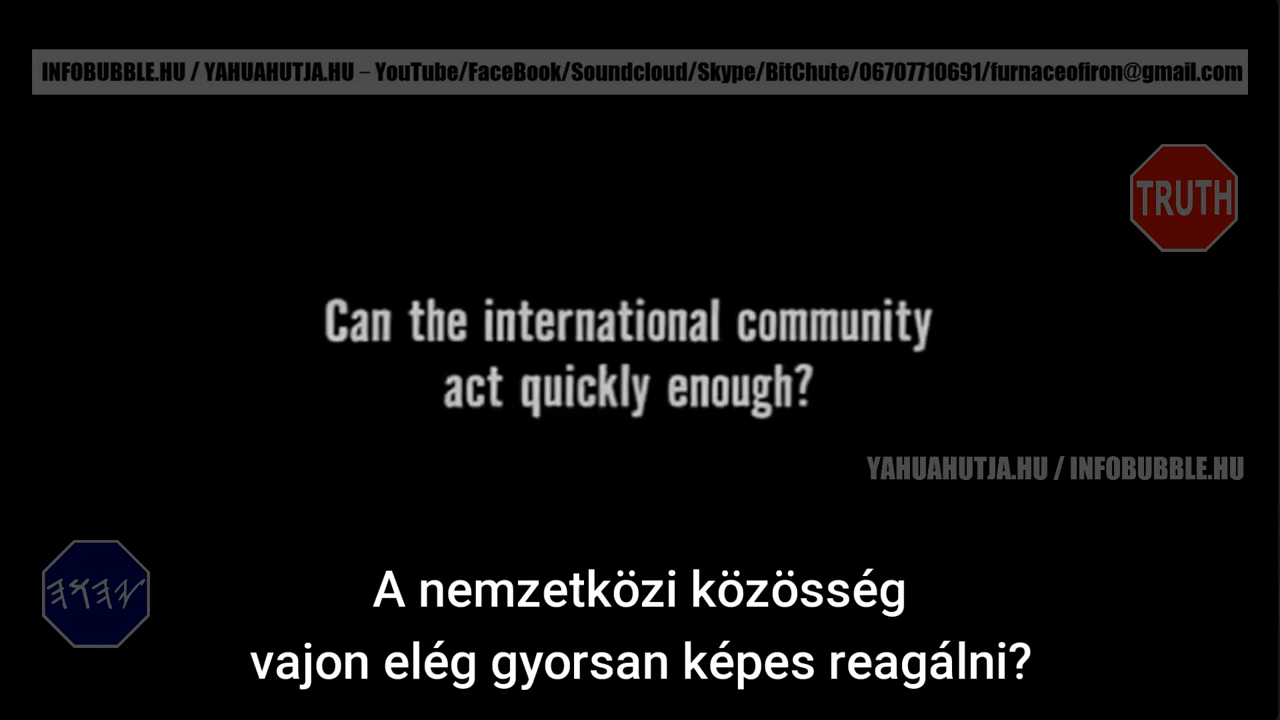 INFOBUBBLE.HU / YAHUAHUTJA.HU – YouTube/FaceBook/Soundcloud/Skype/BitChute/06707710691/furnaceofiron@gmail.com
TRUTH
Can the international community
act quickly enough?
YAHUAHUTJA.HU / INFOBUBBLE.HU
𐤉𐤄𐤅𐤄
A nemzetközi közösség
vajon elég gyorsan képes reagálni?